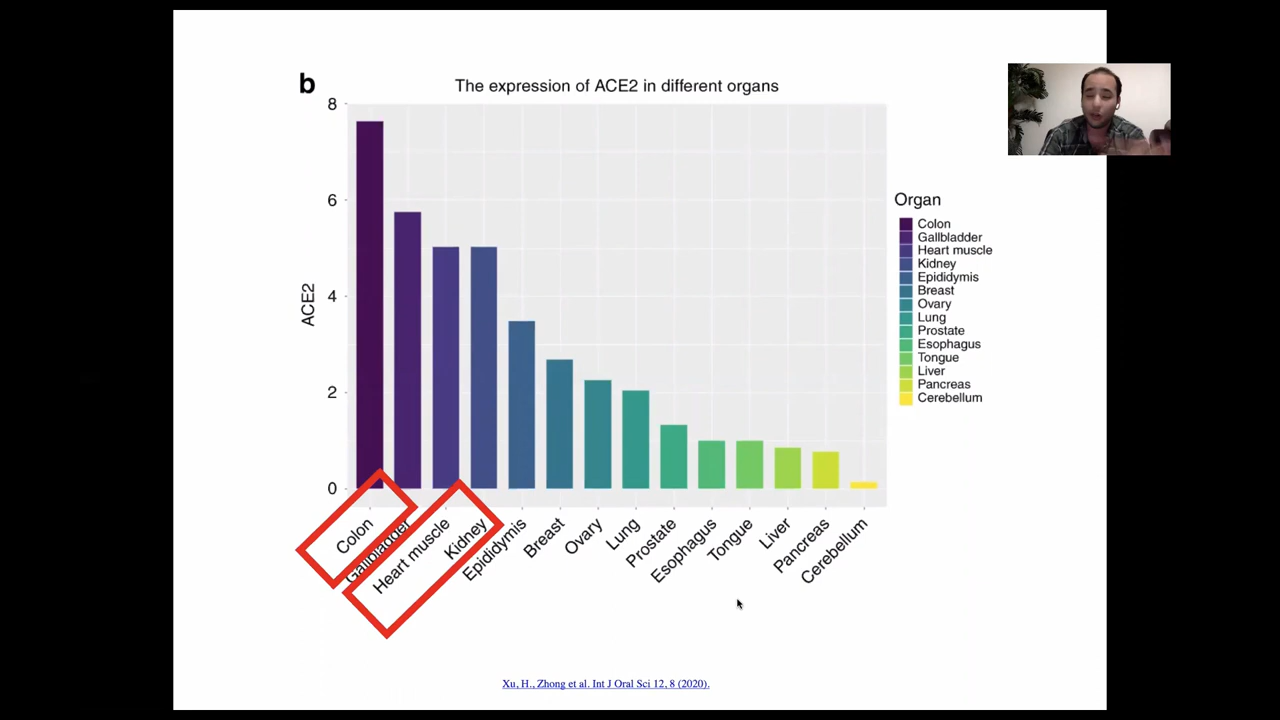 b
The expression of ACE2 in different organs
8
6
4
2
0
ACE2
Colon
Gallbladder
Heart muscle
Kidney
Epididymis
Breast
Ovary
Lung
Prostate
Esophagus
Tongue
Liver
Pancreas
Cerebellum
Organ
Colon
Gallbladder
Heart muscle
Kidney
Epididymis
Breast
Ovary
Lung
Prostate
Esophagus
Tongue
Liver
Pancreas
Cerebellum
Xu, H., Zhong et al. Int J Oral Sci 12, 8 (2020).